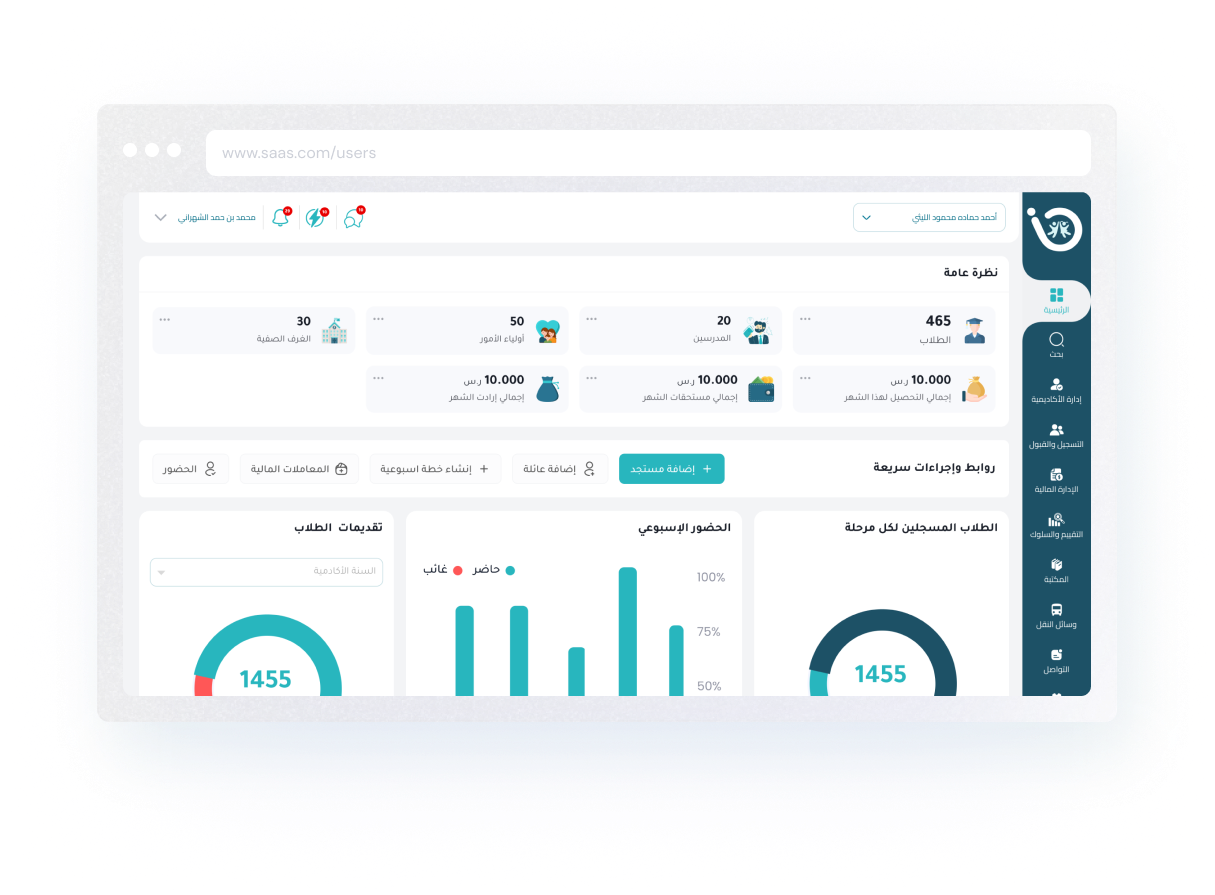 www.saas.com/users
أحمد حماده محمود الليثي
10
10
29
محمد بن حمد الشهراني
الرئيسية
بحث
إدارة الأكاديمية
التسجيل والقبول
الإدارة المالية
التقييم والسلوك
المكتبة
وسائل النقل
التواصل
نظرة عامة
465
الطلاب
20
المدرسين
50
أولياء الأمور
30
الغرف الصفية
10.000 ر.س
إجمالي التحصيل لهذا الشهر
10.000 ر.س
إجمالي مستحقات الشهر
10.000 ر.س
إجمالي إرادت الشهر
روابط وإجراءات سريعة
+ إضافة مستجد
إضافة عائلة
+ إنشاء خطة اسبوعية
المعاملات المالية
الحضور
الطلاب المسجلين لكل مرحلة
1455
الحضور الإسبوعي
حاضر
غائب
100%
75%
50%
تقديمات الطلاب
السنة الأكادمية
1455